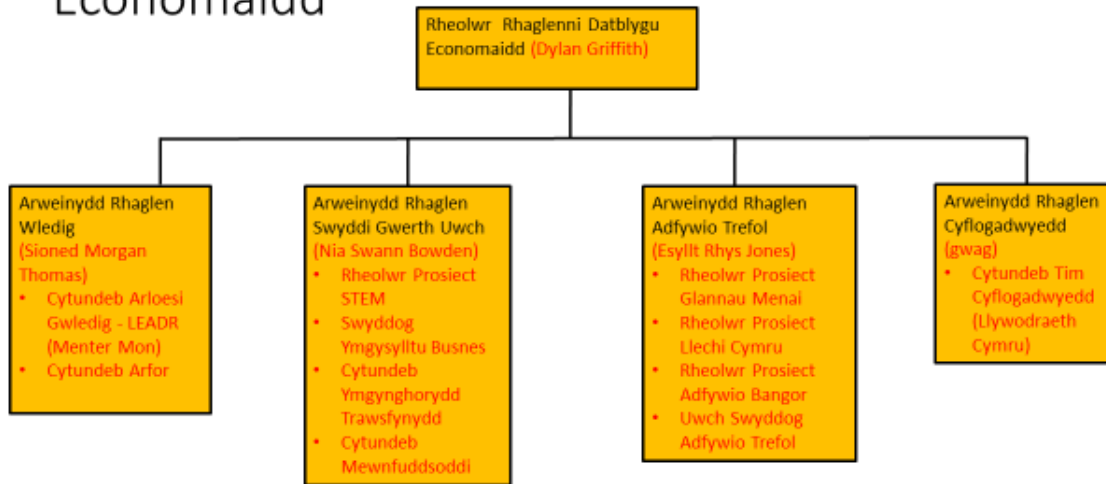 Economaidd
Rheolwr Rhaglenni Datblygu
Economaidd (Dylan Griffith)
Arweinydd Rhaglen
Wledig
(Sioned Morgan
Thomas)
• Cytundeb Arloesi
Gwledig - LEADR
(Menter Mon)
• Cytundeb Arfor
Arweinydd Rhaglen
Swyddi Gwerth Uwch
(Nia Swann Bowden)
• Rheolwr Prosiect
STEM
• Swyddog
Ymgysylltu Busnes
• Cytundeb
Ymgynghorydd
Trawsfynydd
• Cytundeb
Mewnfuddsoddi
Arweinydd Rhaglen
Adfywio Trefol
(Esyllt Rhys Jones)
• Rheolwr Prosiect
Glannau Menai
• Rheolwr Prosiect
Llechi Cymru
• Rheolwr Prosiect
Adfywio Bangor
• Uwch Swyddog
Adfywio Trefol
Arweinydd Rhaglen
Cyflogadwyedd
(gwag)
• Cytundeb Tim
Cyflogadwyedd
(Llywodraeth
Cymru)